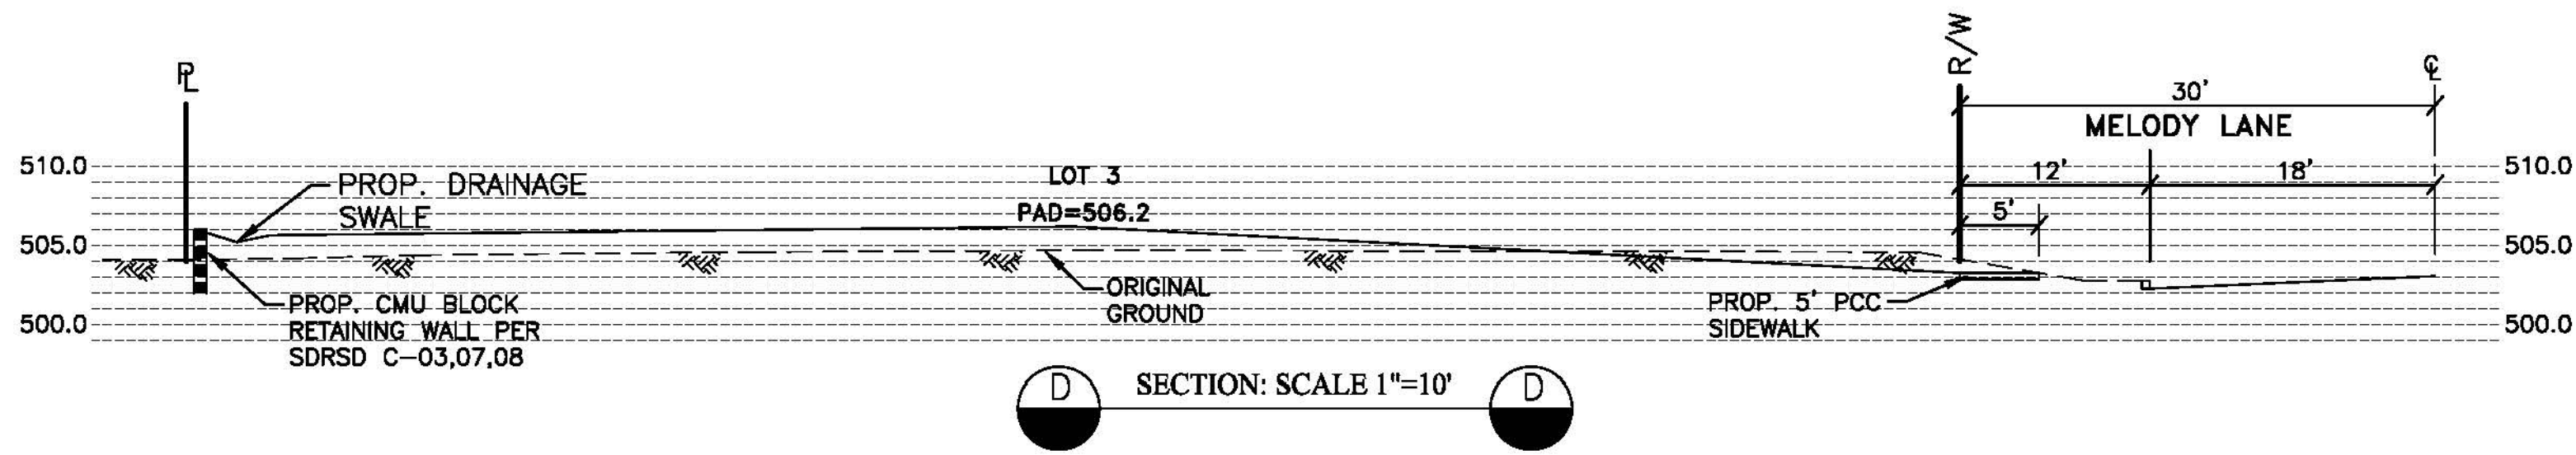 PL
R/W
CL
30'
MELODY LANE
510.0
PROP. DRAINAGE
SWALE
LOT 3
PAD=506.2
12'
18'
510.0
5'
505.0
505.0
PROP. CMU BLOCK
RETAINING WALL PER
SDRSD C-03,07,08
ORIGINAL
GROUND
PROP. 5' PCC
SIDEWALK
500.0
500.0
D
SECTION: SCALE 1"=10'
D